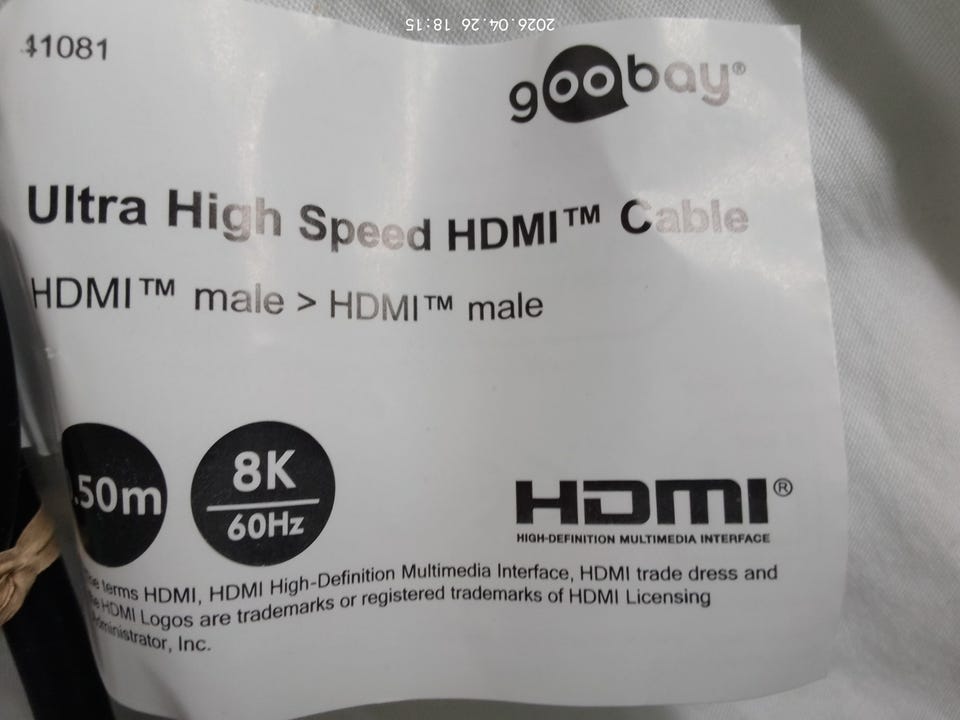 2026.04.26 18:15
41081
goobay®
Ultra High Speed HDMI™ Cable
HDMI™ male > HDMI™ male
.50m
8K
60Hz
HDMI®
HIGH-DEFINITION MULTIMEDIA INTERFACE
terms HDMI, HDMI High-Definition Multimedia Interface, HDMI trade dress and
HDMI Logos are trademarks or registered trademarks of HDMI Licensing
Administrator, Inc.